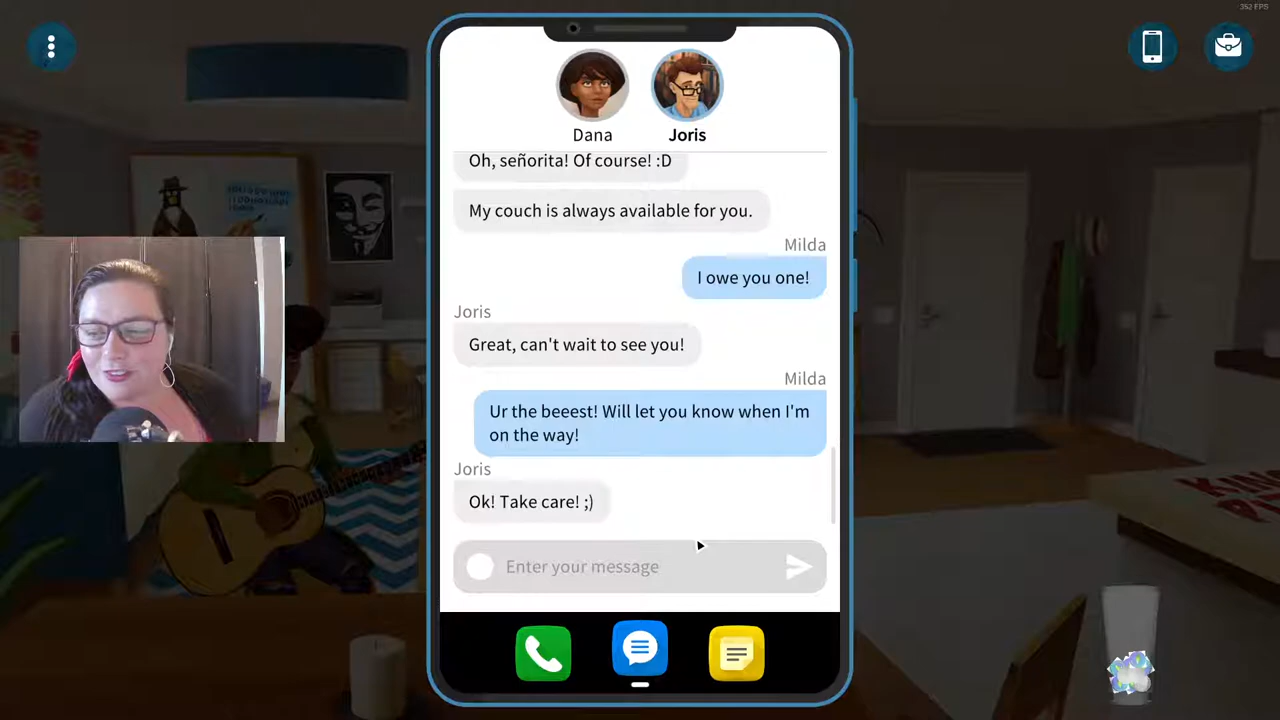 352 FPS
Dana
Joris
Oh, señorita! Of course! :D
My couch is always available for you.
Milda
I owe you one!
Joris
Great, can't wait to see you!
Milda
Ur the beeest! Will let you know when I'm
on the way!
Joris
Ok! Take care! ;)
Enter your message